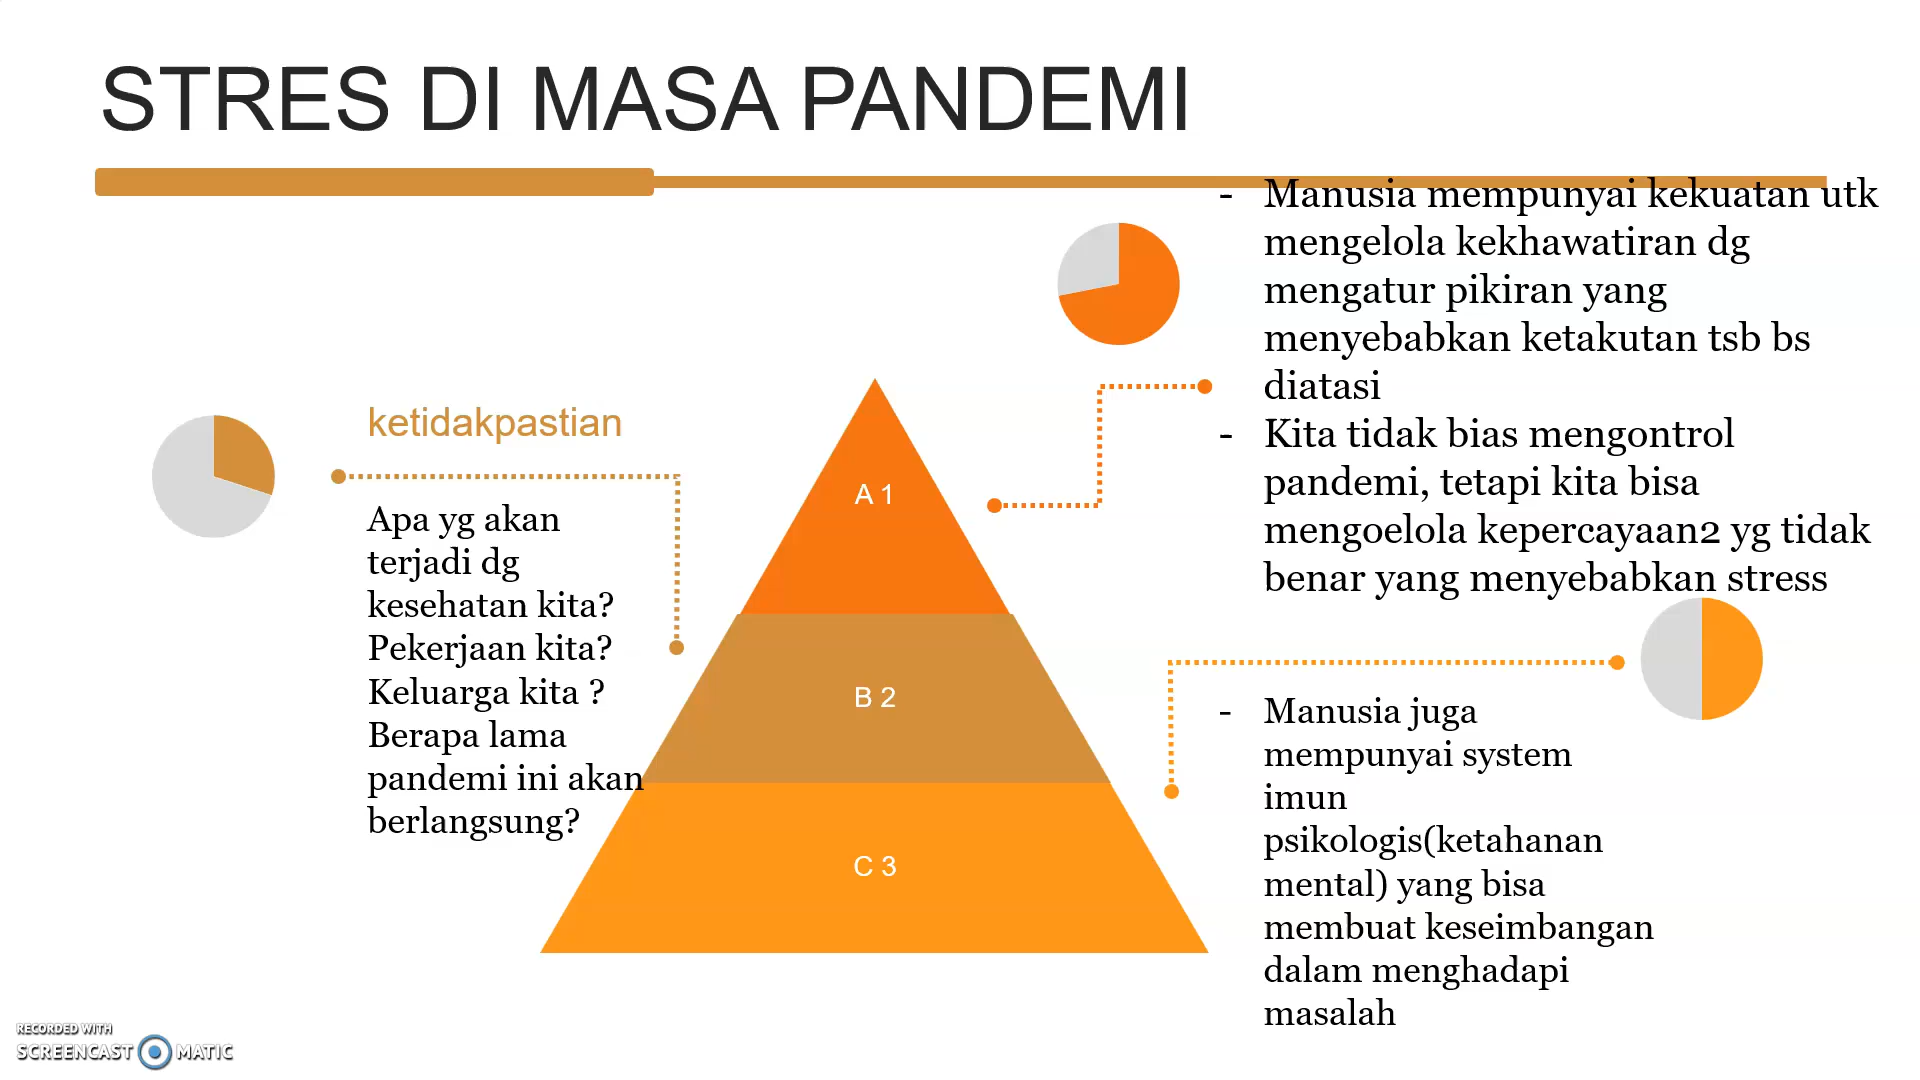 STRES DI MASA PANDEMI
- Manusia mempunyai kekuatan utk
mengelola kekhawatiran dg
mengatur pikiran yang
menyebabkan ketakutan tsb bs
diatasi
- Kita tidak bias mengontrol
pandemi, tetapi kita bisa
mengoelola kepercayaan2 yg tidak
benar yang menyebabkan stress
ketidakpastian
Apa yg akan
terjadi dg
kesehatan kita?
Pekerjaan kita?
Keluarga kita ?
Berapa lama
pandemi ini akan
berlangsung?
A 1
B 2
C 3
- Manusia juga
mempunyai system
imun
psikologis(ketahanan
mental) yang bisa
membuat keseimbangan
dalam menghadapi
masalah
RECORDED WITH
SCREENCAST MATIC